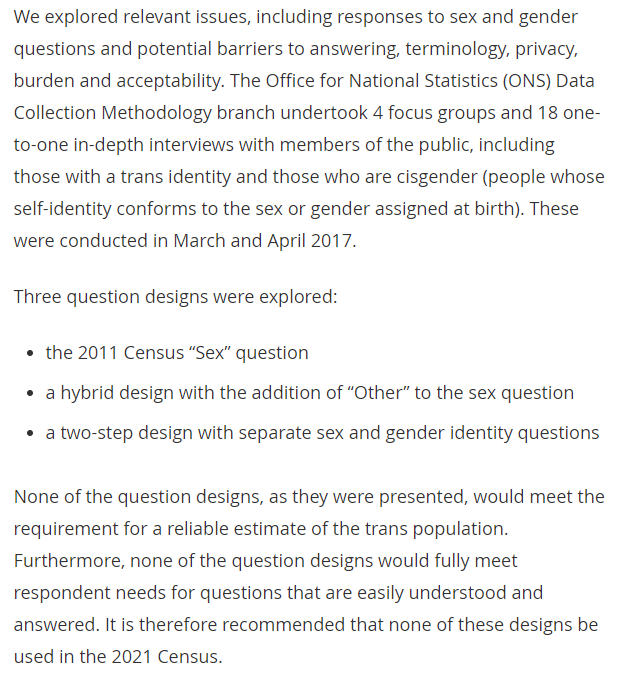 We explored relevant issues, including responses to sex and gender
questions and potential barriers to answering, terminology, privacy,
burden and acceptability. The Office for National Statistics (ONS) Data
Collection Methodology branch undertook 4 focus groups and 18 one-
to-one in-depth interviews with members of the public, including
those with a trans identity and those who are cisgender (people whose
self-identity conforms to the sex or gender assigned at birth). These
were conducted in March and April 2017.
Three question designs were explored:
• the 2011 Census “Sex” question
• a hybrid design with the addition of “Other” to the sex question
• a two-step design with separate sex and gender identity questions
None of the question designs, as they were presented, would meet the
requirement for a reliable estimate of the trans population.
Furthermore, none of the question designs would fully meet
respondent needs for questions that are easily understood and
answered. It is therefore recommended that none of these designs be
used in the 2021 Census.